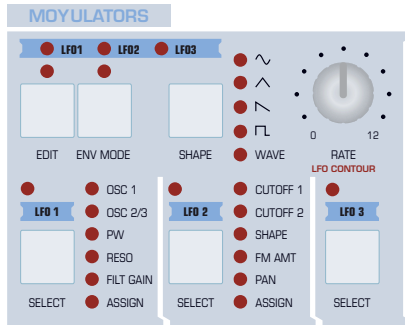 MOYULATORS
LFO1 LFO2 LFO3
EDIT ENV MODE SHAPE WAVE
0 12
RATE
LFO CONTOUR
LFO 1
OSC 1
OSC 2/3
PW
RESO
FILT GAIN
ASSIGN
SELECT
LFO 2
CUTOFF 1
CUTOFF 2
SHAPE
FM AMT
PAN
ASSIGN
SELECT
LFO 3
SELECT